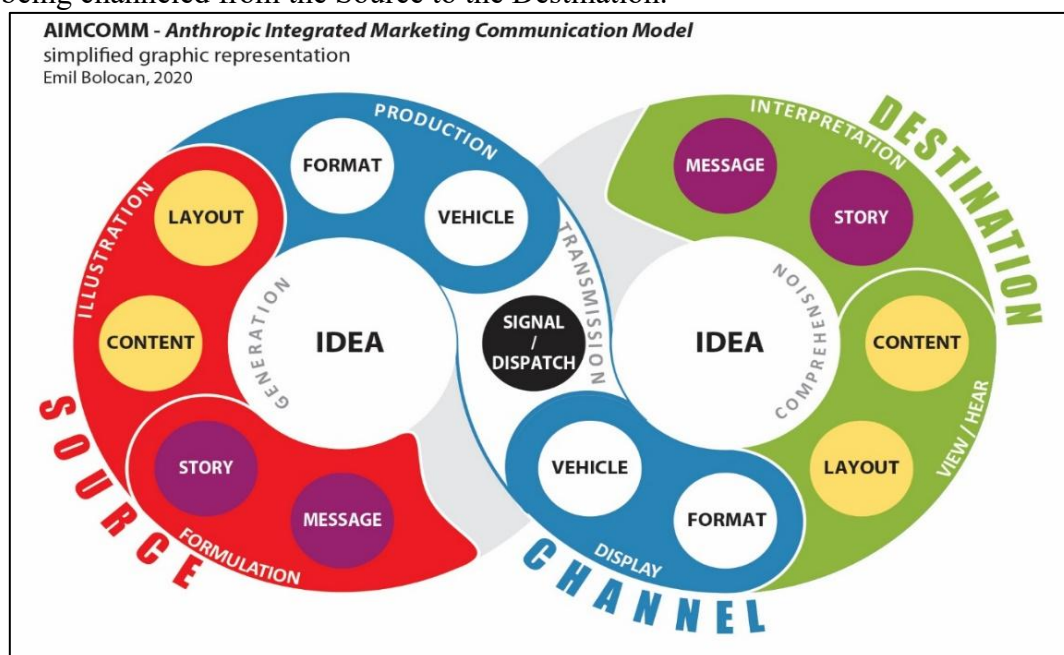 being channeled from the Source to the Destination.
AIMCOMM - Anthropic Integrated Marketing Communication Model
simplified graphic representation
Emil Bolocan, 2020
SOURCE
FORMULATION
MESSAGE
STORY
ILLUSTRATION
CONTENT
LAYOUT
GENERATION
IDEA
PRODUCTION
FORMAT
VEHICLE
TRANSMISSION
SIGNAL
/
DISPATCH
CHANNEL
DISPLAY
VEHICLE
FORMAT
DESTINATION
VIEW / HEAR
LAYOUT
CONTENT
INTERPRETATION
STORY
MESSAGE
COMPREHENSION
IDEA